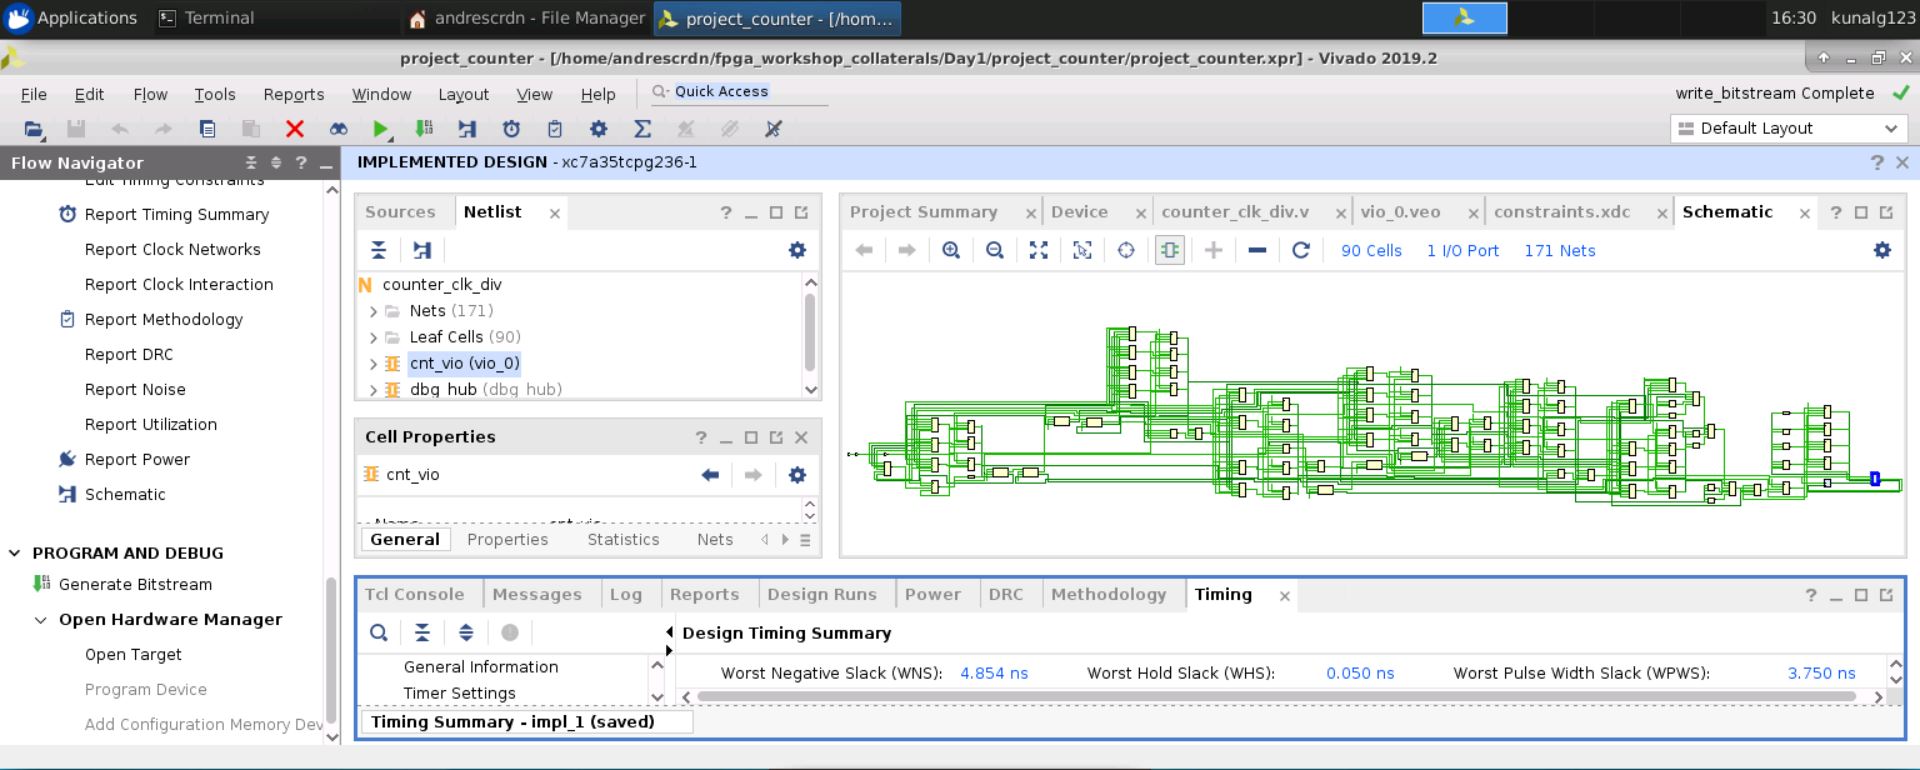 Applications
Terminal
andrescrdn - File Manager
project_counter - [/hom...
16:30
kunalg123
project_counter - [/home/andrescrdn/fpga_workshop_collaterals/Day1/project_counter/project_counter.xpr] - Vivado 2019.2
File Edit Flow Tools Reports Window Layout View Help
Quick Access
write_bitstream Complete
Default Layout
Flow Navigator
Edit Timing Constraints
Report Timing Summary
Report Clock Networks
Report Clock Interaction
Report Methodology
Report DRC
Report Noise
Report Utilization
Report Power
Schematic
PROGRAM AND DEBUG
Generate Bitstream
Open Hardware Manager
Open Target
Program Device
Add Configuration Memory Dev
IMPLEMENTED DESIGN - xc7a35tcpg236-1
Sources Netlist
counter_clk_div
Nets (171)
Leaf Cells (90)
cnt_vio (vio_0)
dbg_hub (dbg_hub)
Cell Properties
cnt_vio
Name: cnt_vio
General Properties Statistics Nets
Project Summary Device counter_clk_div.v vio_0.veo constraints.xdc Schematic
90 Cells 1 I/O Port 171 Nets
Tcl Console Messages Log Reports Design Runs Power DRC Methodology Timing
General Information
Timer Settings
Design Timing Summary
Worst Negative Slack (WNS): 4.854 ns Worst Hold Slack (WHS): 0.050 ns Worst Pulse Width Slack (WPWS): 3.750 ns
Timing Summary - impl_1 (saved)